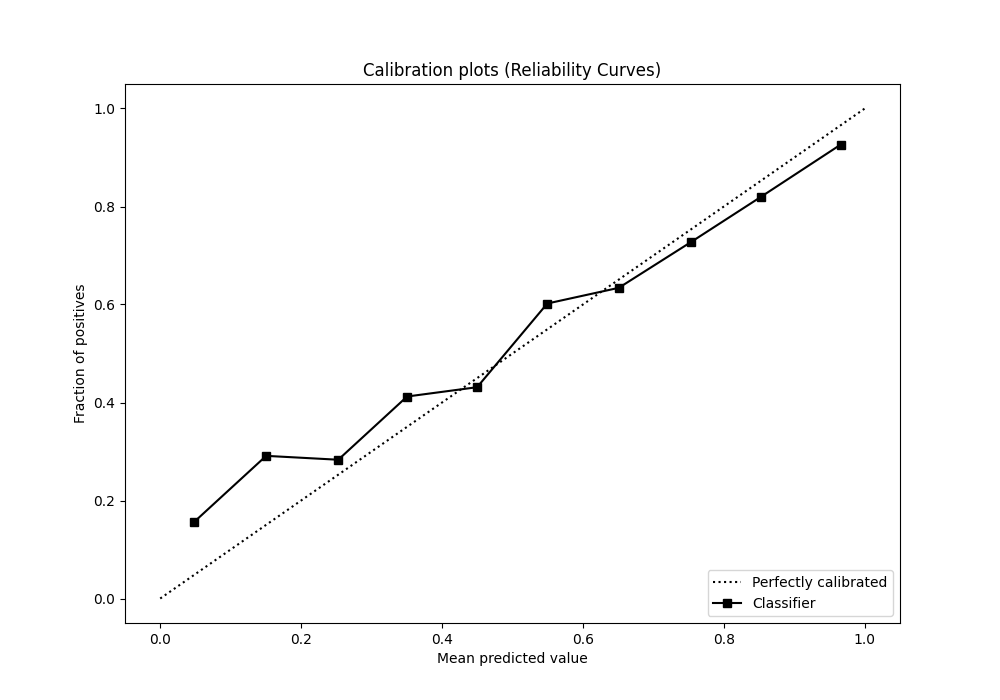 Calibration plots (Reliability Curves)
1.0
0.8
0.6
0.4
0.2
0.0
Fraction of positives
Perfectly calibrated
Classifier
0.0 0.2 0.4 0.6 0.8 1.0
Mean predicted value